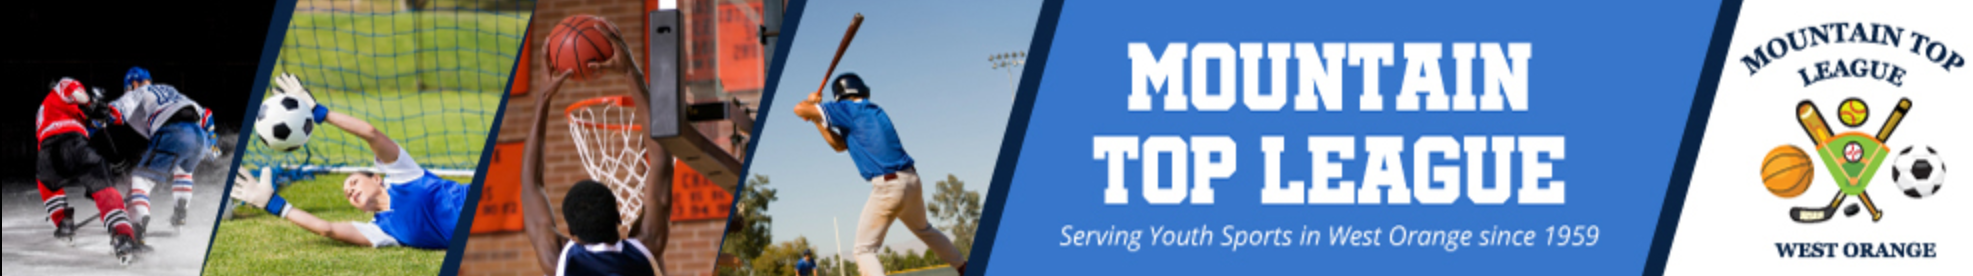 MOUNTAIN
TOP LEAGUE
Serving Youth Sports in West Orange since 1959
MOUNTAIN TOP
LEAGUE
WEST ORANGE